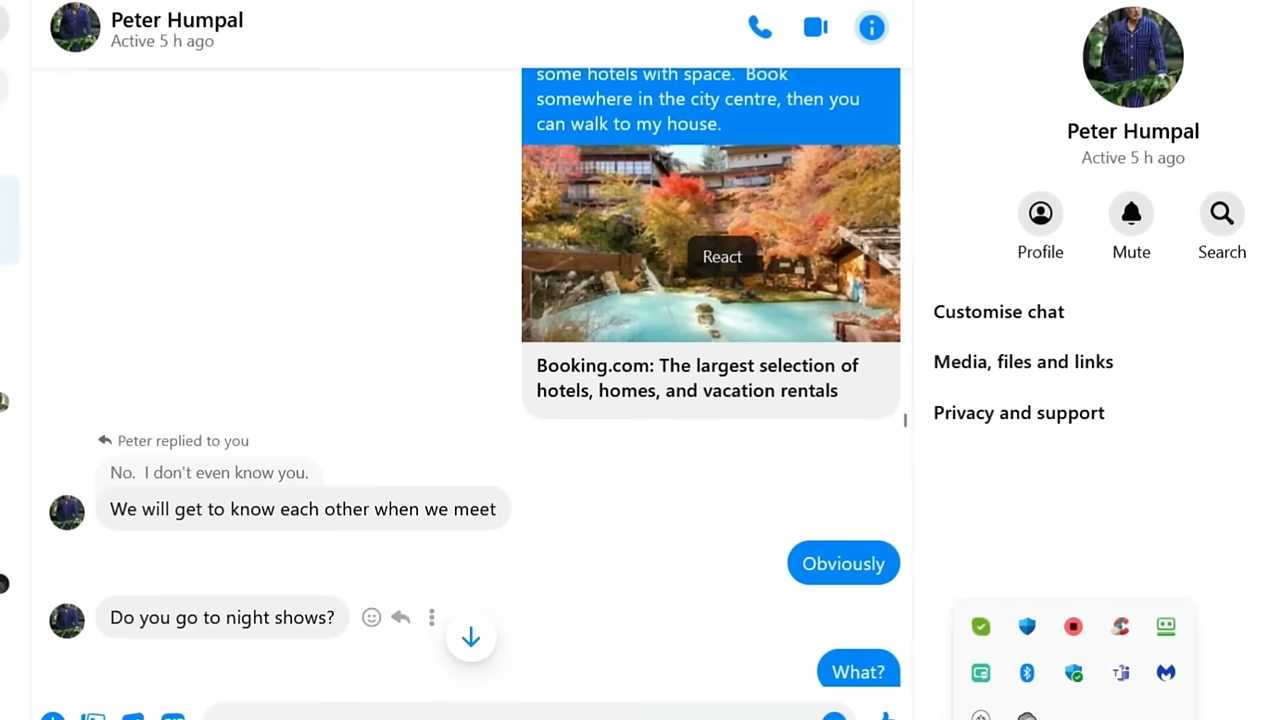 Peter Humpal
Active 5 h ago
some hotels with space.  Book
somewhere in the city centre, then you
can walk to my house.
React
Booking.com: The largest selection of
hotels, homes, and vacation rentals
Peter replied to you
No.  I don't even know you.
We will get to know each other when we meet
Obviously
Do you go to night shows?
What?
Peter Humpal
Active 5 h ago
Profile
Mute
Search
Customise chat
Media, files and links
Privacy and support